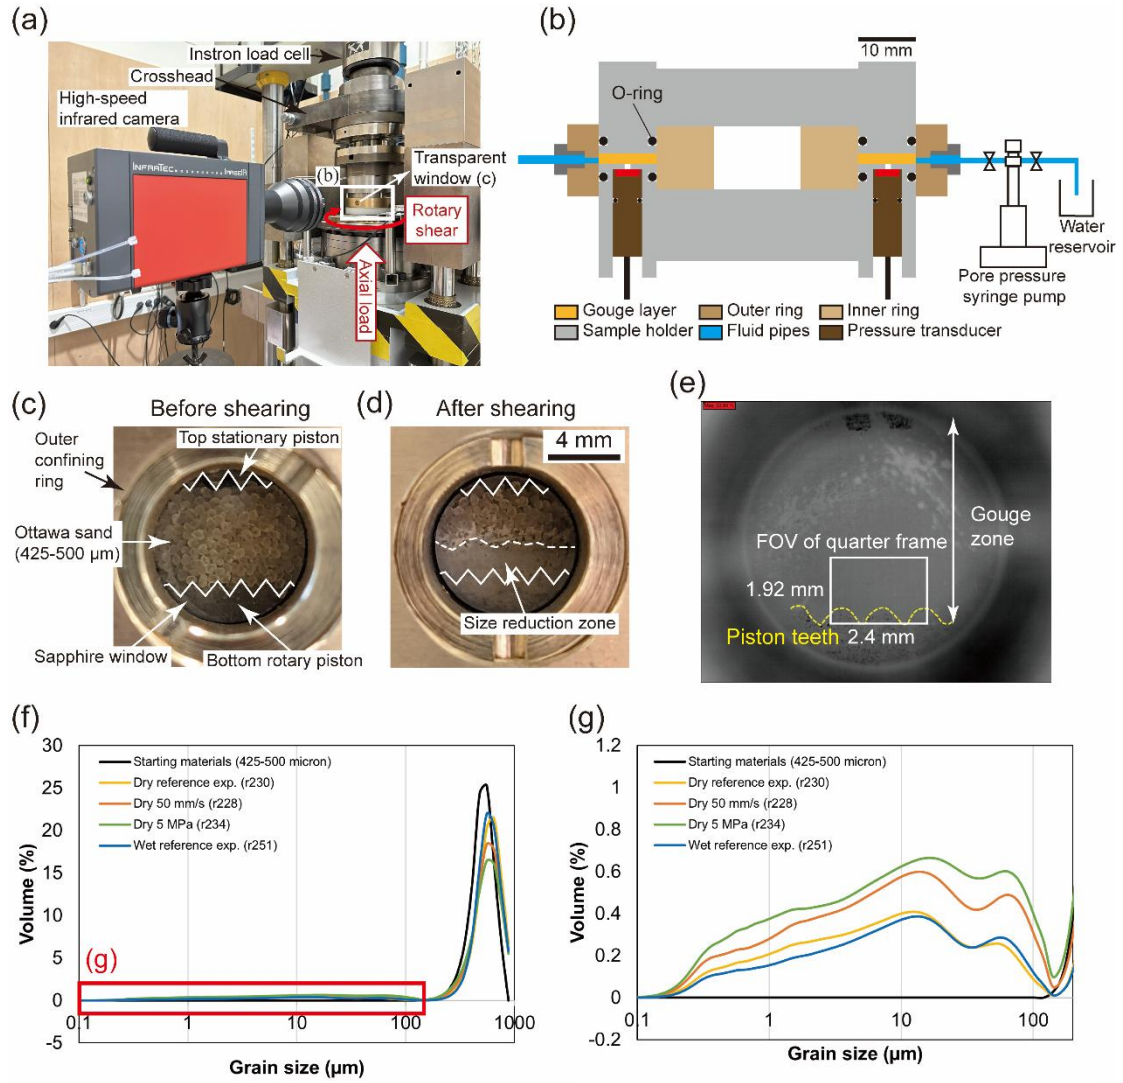 (a)
Instron load cell
Crosshead
High-speed
infrared camera
INFRATEC
(b)
Transparent
window (c)
Rotary
shear
Axial load
(b)
10 mm
O-ring
Water
reservoir
Pore pressure
syringe pump
Gouge layer
Outer ring
Inner ring
Sample holder
Fluid pipes
Pressure transducer
(c)
Before shearing
Top stationary piston
Outer
confining
ring
Ottawa sand
(425-500 µm)
Sapphire window
Bottom rotary piston
(d)
After shearing
4 mm
Size reduction zone
(e)
Gouge
zone
FOV of quarter frame
1.92 mm
Piston teeth
2.4 mm
(f)
30
25
20
15
10
5
0
-5
Volume (%)
Starting materials (425-500 micron)
Dry reference exp. (r230)
Dry 50 mm/s (r228)
Dry 5 MPa (r234)
Wet reference exp. (r251)
(g)
0.1
1
10
100
1000
Grain size (µm)
(g)
1.2
1
0.8
0.6
0.4
0.2
0
-0.2
Volume (%)
Starting materials (425-500 micron)
Dry reference exp. (r230)
Dry 50 mm/s (r228)
Dry 5 MPa (r234)
Wet reference exp. (r251)
0.1
1
10
100
Grain size (µm)